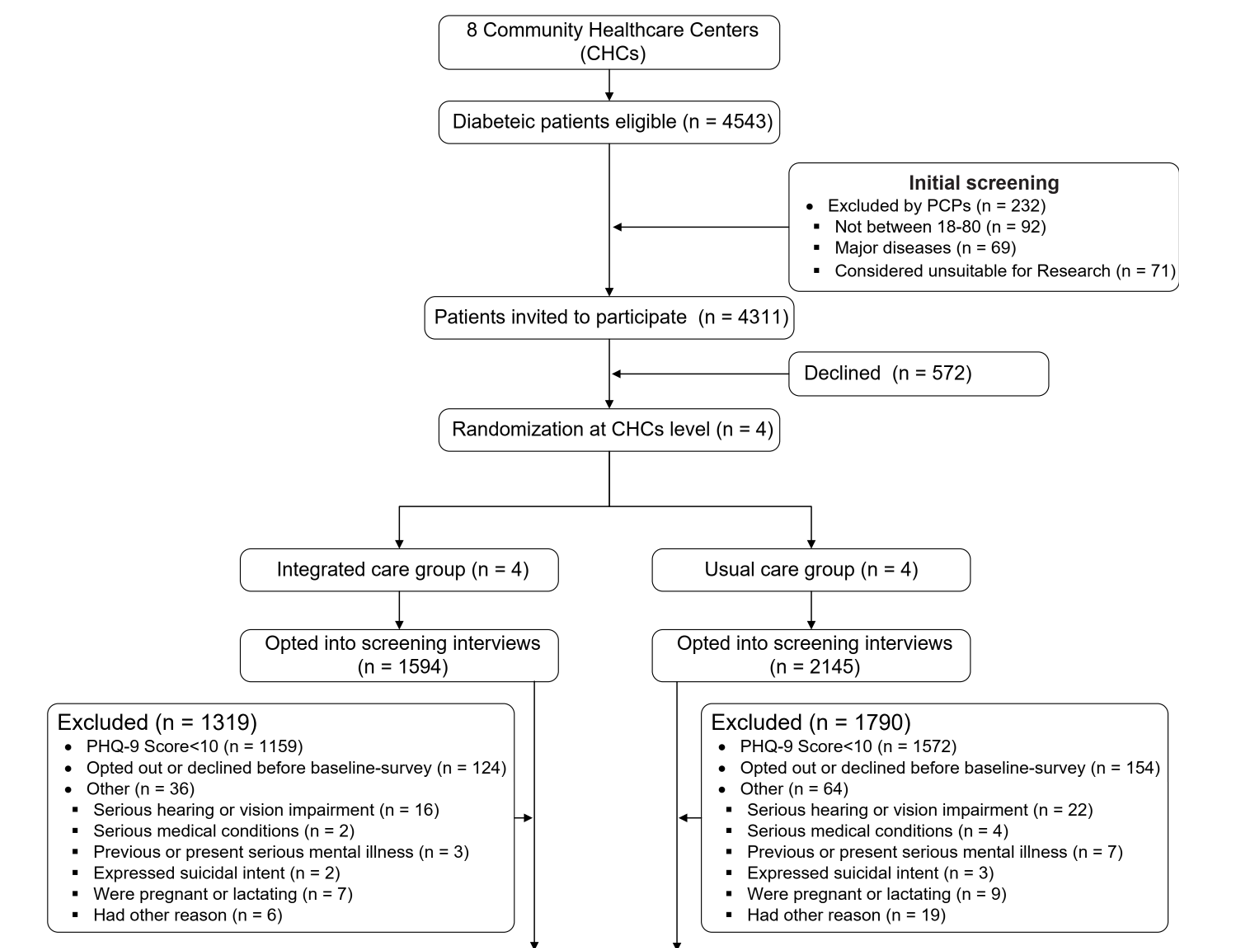 8 Community Healthcare Centers
(CHCs)
Diabeteic patients eligible (n = 4543)
Initial screening
• Excluded by PCPs (n = 232)
▪ Not between 18-80 (n = 92)
▪ Major diseases (n = 69)
▪ Considered unsuitable for Research (n = 71)
Patients invited to participate (n = 4311)
Declined (n = 572)
Randomization at CHCs level (n = 4)
Integrated care group (n = 4)
Usual care group (n = 4)
Opted into screening interviews
(n = 1594)
Opted into screening interviews
(n = 2145)
Excluded (n = 1319)
• PHQ-9 Score<10 (n = 1159)
• Opted out or declined before baseline-survey (n = 124)
• Other (n = 36)
▪ Serious hearing or vision impairment (n = 16)
▪ Serious medical conditions (n = 2)
▪ Previous or present serious mental illness (n = 3)
▪ Expressed suicidal intent (n = 2)
▪ Were pregnant or lactating (n = 7)
▪ Had other reason (n = 6)
Excluded (n = 1790)
• PHQ-9 Score<10 (n = 1572)
• Opted out or declined before baseline-survey (n = 154)
• Other (n = 64)
▪ Serious hearing or vision impairment (n = 22)
▪ Serious medical conditions (n = 4)
▪ Previous or present serious mental illness (n = 7)
▪ Expressed suicidal intent (n = 3)
▪ Were pregnant or lactating (n = 9)
▪ Had other reason (n = 19)